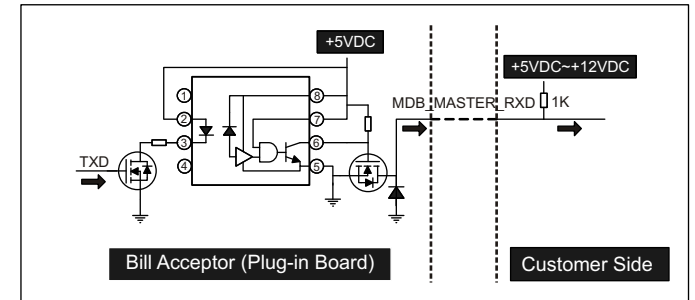 +5VDC
+5VDC~+12VDC
① ⑧
MDB_MASTER_RXD 1K
② ⑦
③ ⑥
TXD ④ ⑤
Bill Acceptor (Plug-in Board)
Customer Side